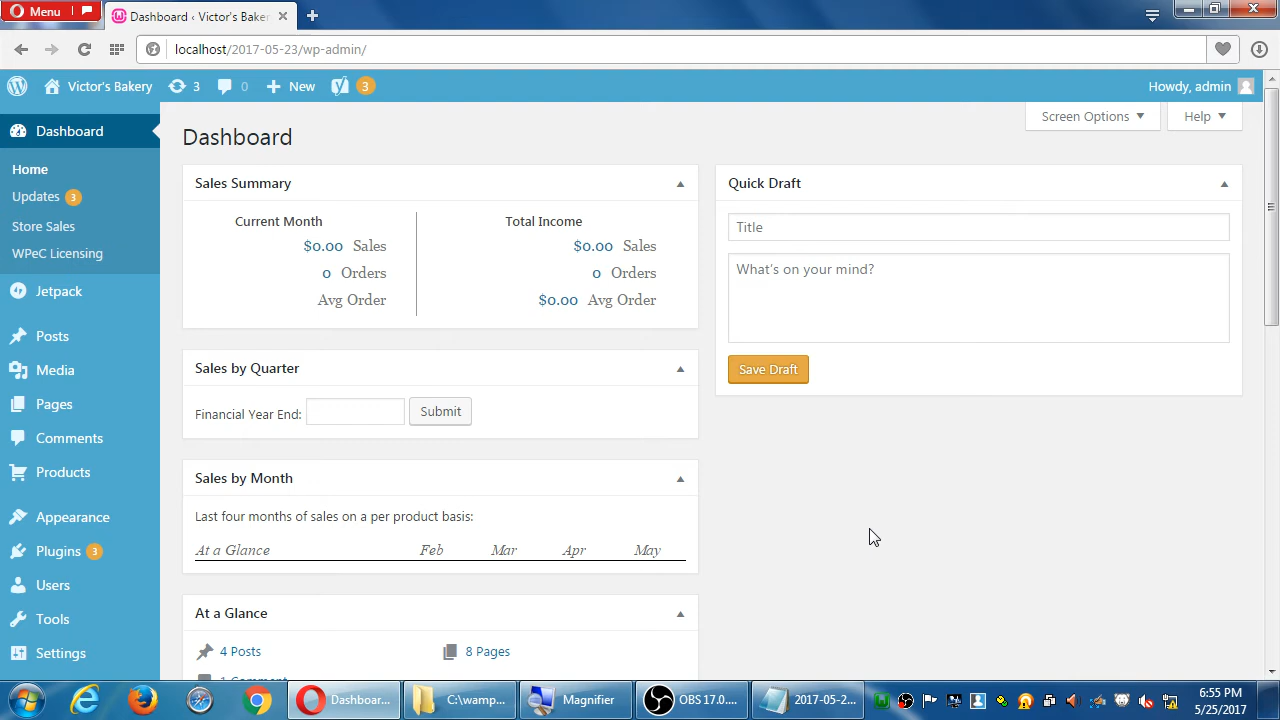 Menu
Dashboard ‹ Victor's Baker
localhost/2017-05-23/wp-admin/
Victor's Bakery
3
0
New
3
Howdy, admin
Dashboard
Home
Updates 3
Store Sales
WPeC Licensing
Jetpack
Posts
Media
Pages
Comments
Products
Appearance
Plugins 3
Users
Tools
Settings
Screen Options
Help
Dashboard
Sales Summary
Current Month
$0.00 Sales
0 Orders
Avg Order
Total Income
$0.00 Sales
0 Orders
$0.00 Avg Order
Sales by Quarter
Financial Year End:
Submit
Sales by Month
Last four months of sales on a per product basis:
At a Glance Feb Mar Apr May
At a Glance
4 Posts
8 Pages
1 Comment
Quick Draft
Title
What's on your mind?
Save Draft
Dashboar...
C:\wamp...
Magnifier
OBS 17.0....
2017-05-2...
6:55 PM
5/25/2017